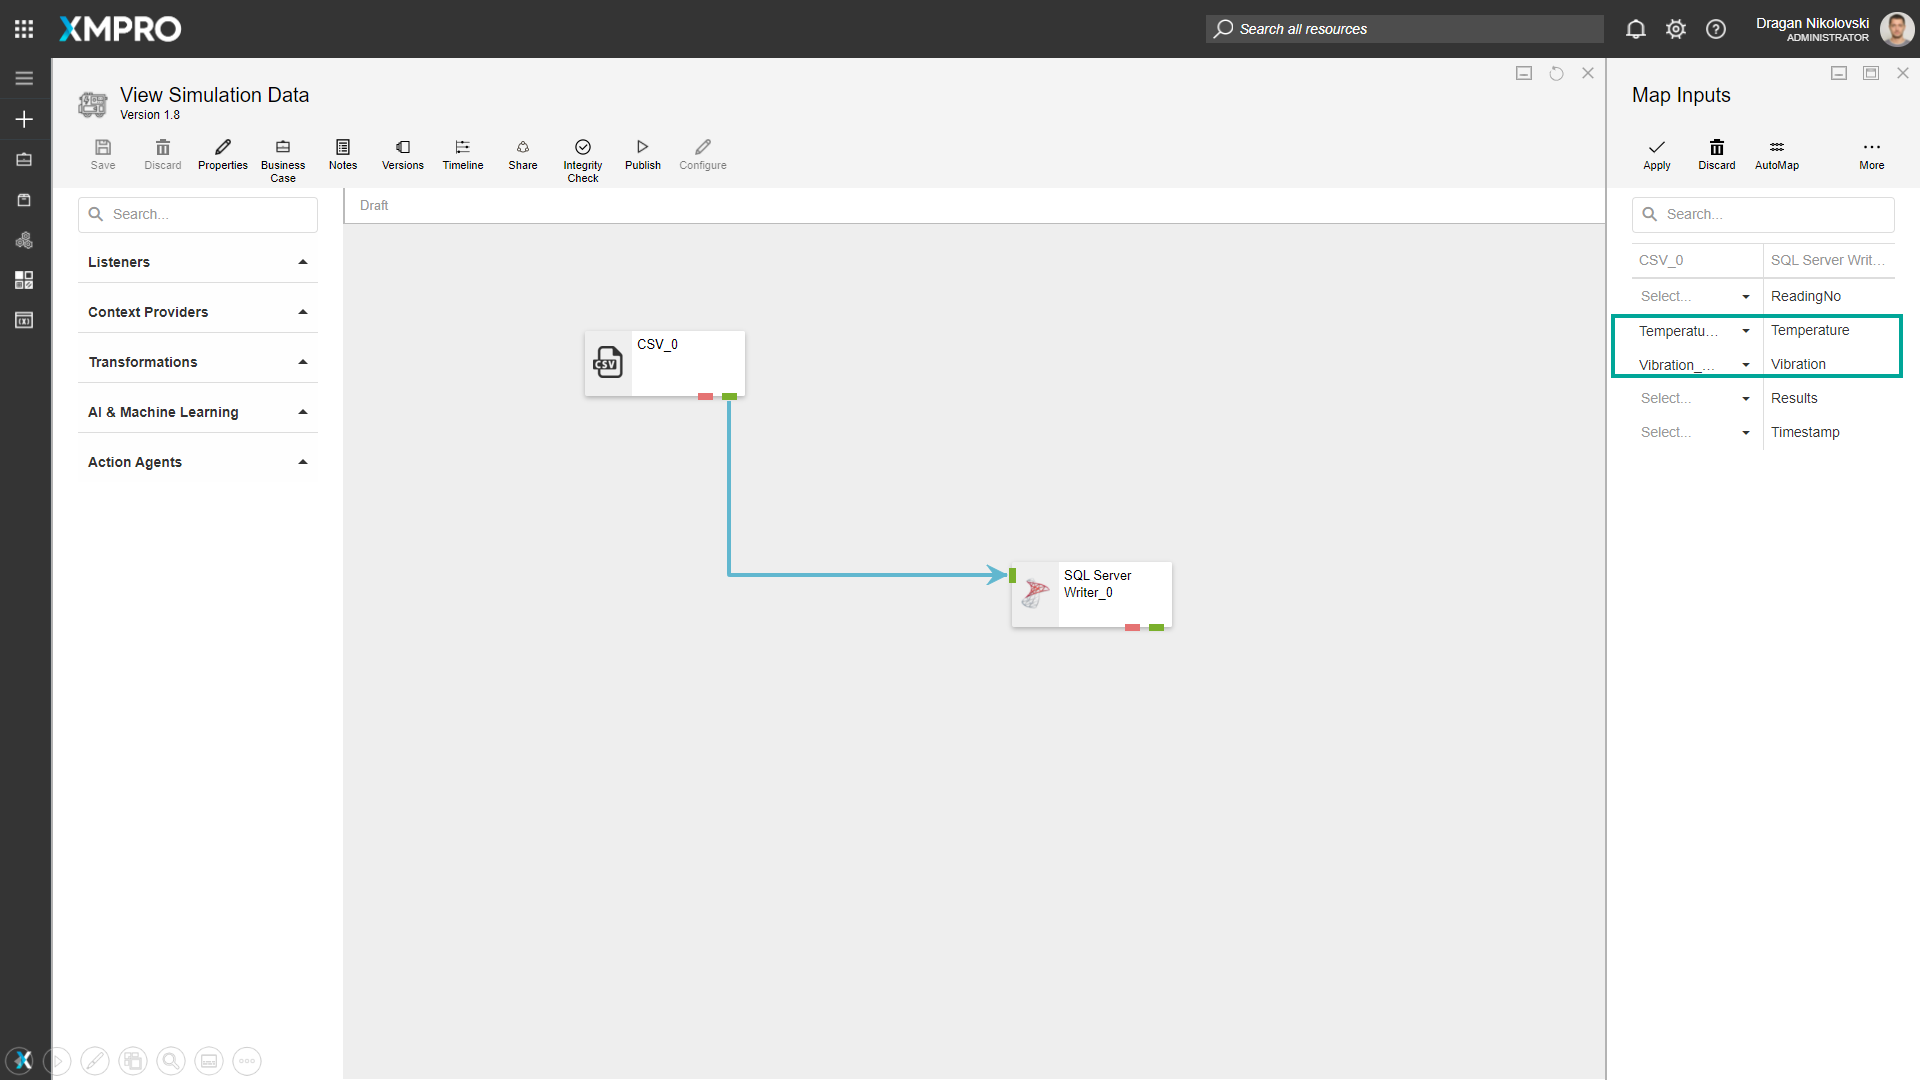 XMPRO
Search all resources
Dragan Nikolovski
ADMINISTRATOR
View Simulation Data
Version 1.8
Save
Discard
Properties
Business
Case
Notes
Versions
Timeline
Share
Integrity
Check
Publish
Configure
Search...
Listeners
Context Providers
Transformations
AI & Machine Learning
Action Agents
Draft
CSV_0
CSV
SQL Server
Writer_0
Map Inputs
Apply
Discard
AutoMap
More
Search...
CSV_0 SQL Server Writ...
Select... ReadingNo
Temperatu... Temperature
Vibration_... Vibration
Select... Results
Select... Timestamp